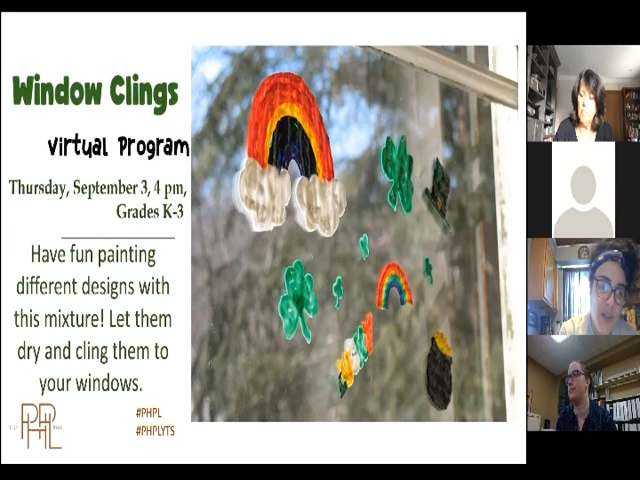 Window Clings
Virtual Program
Thursday, September 3, 4 pm,
Grades K-3
Have fun painting
different designs with
this mixture! Let them
dry and cling them to
your windows.
PHPL
#PHPL
#PHPLYTS